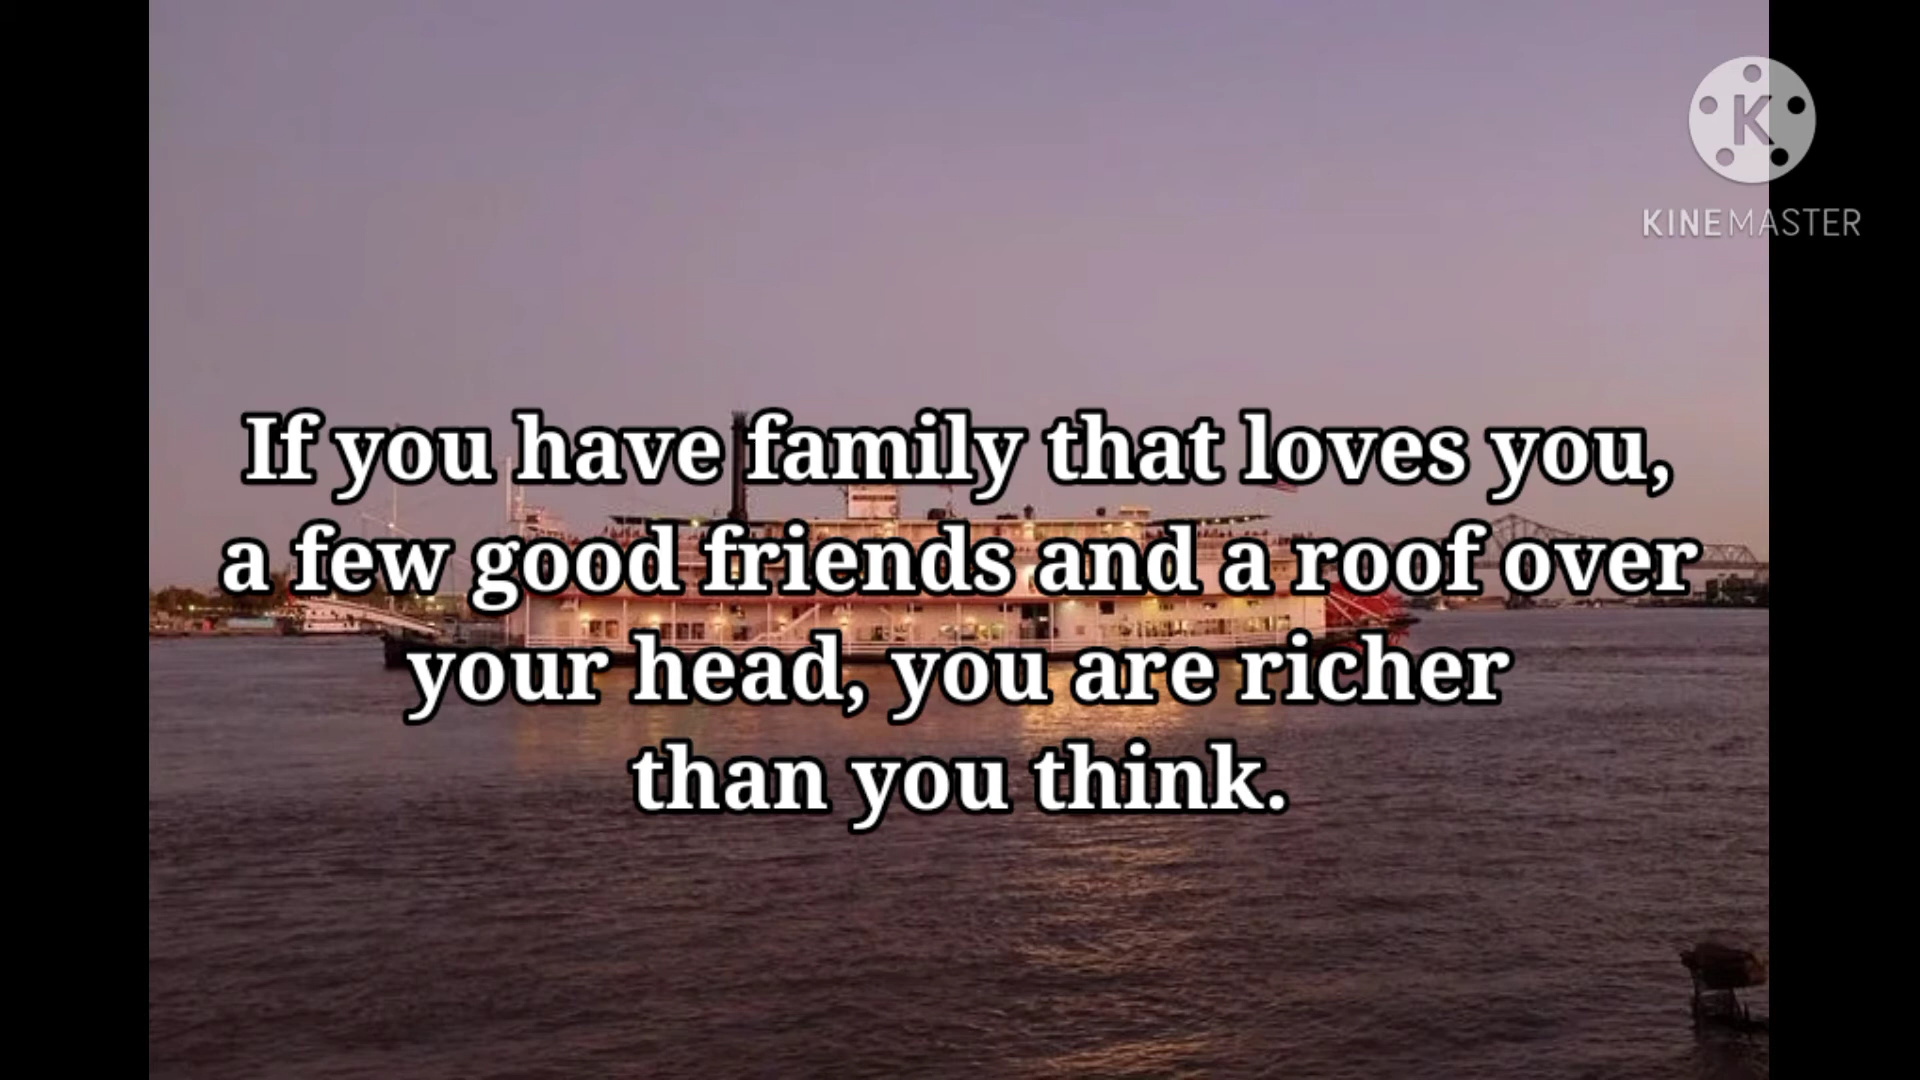 KINEMASTER
If you have family that loves you,
a few good friends and a roof over
your head, you are richer
than you think.